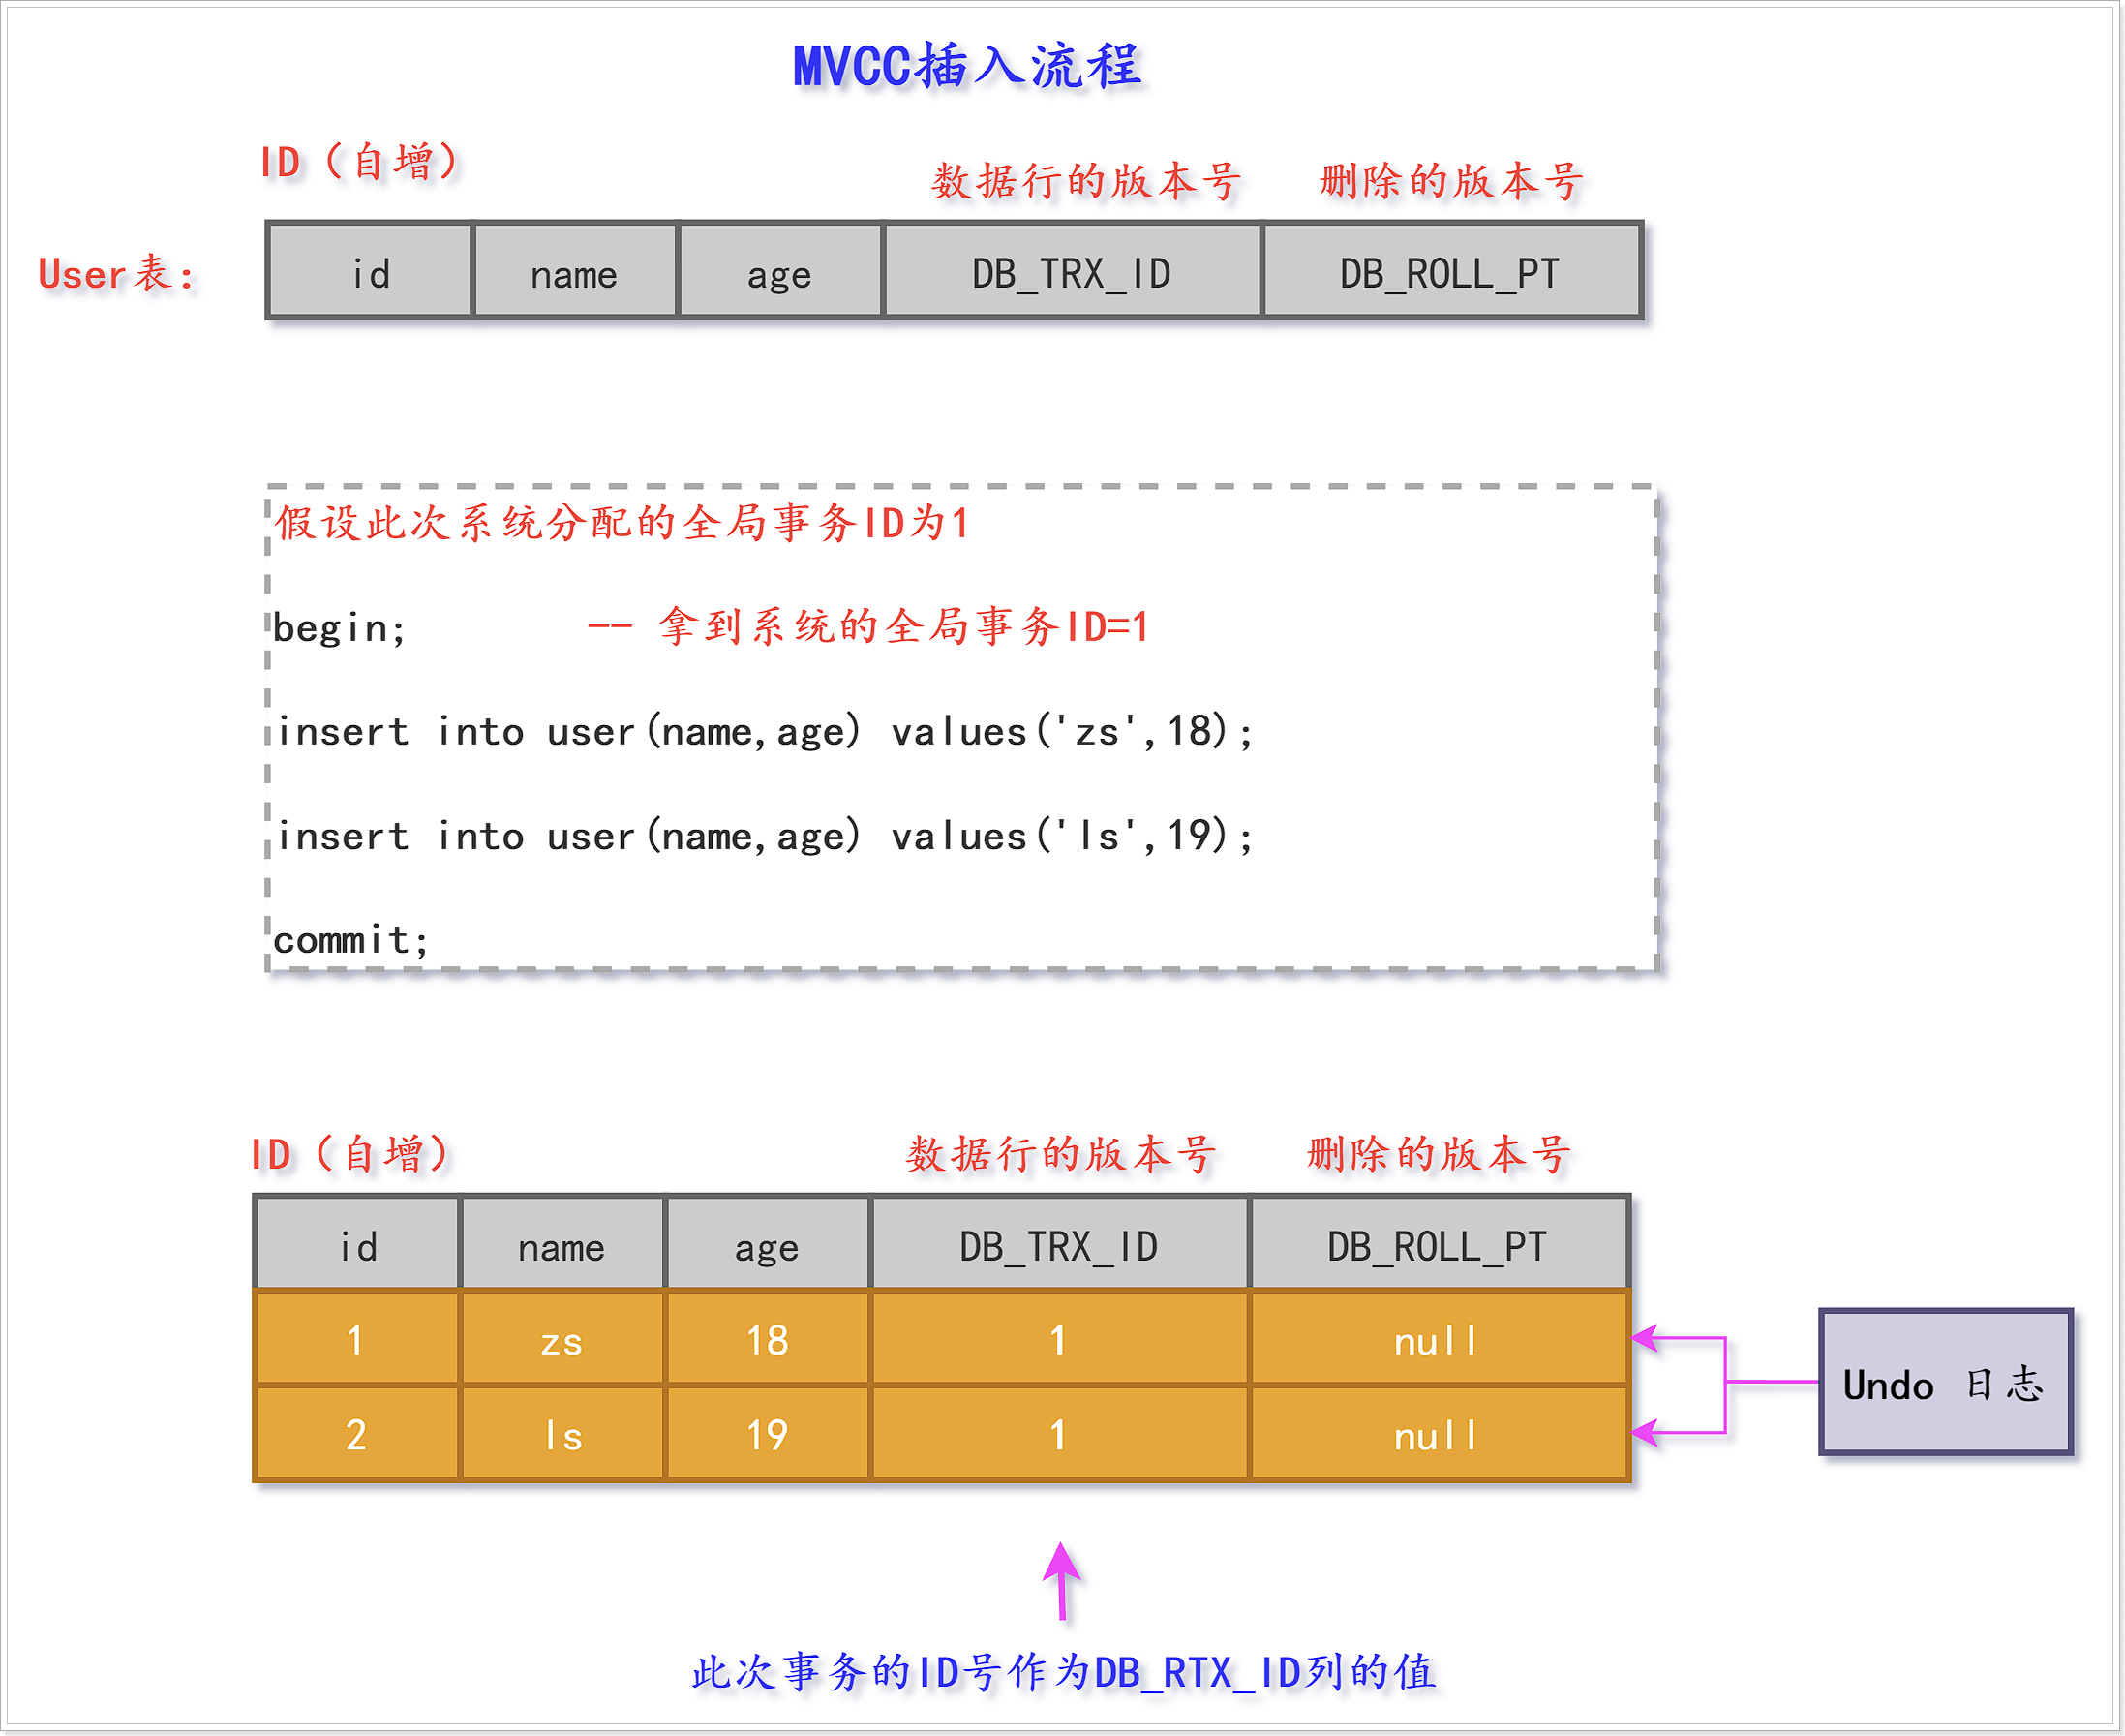 MVCC插入流程
ID（自增）
数据行的版本号
删除的版本号
User表：
id
name
age
DB_TRX_ID
DB_ROLL_PT
假设此次系统分配的全局事务ID为1
begin; -- 拿到系统的全局事务ID=1
insert into user(name,age) values('zs',18);
insert into user(name,age) values('ls',19);
commit;
ID（自增）
数据行的版本号
删除的版本号
id
name
age
DB_TRX_ID
DB_ROLL_PT
1
zs
18
1
null
2
ls
19
1
null
Undo 日志
此次事务的ID号作为DB_RTX_ID列的值